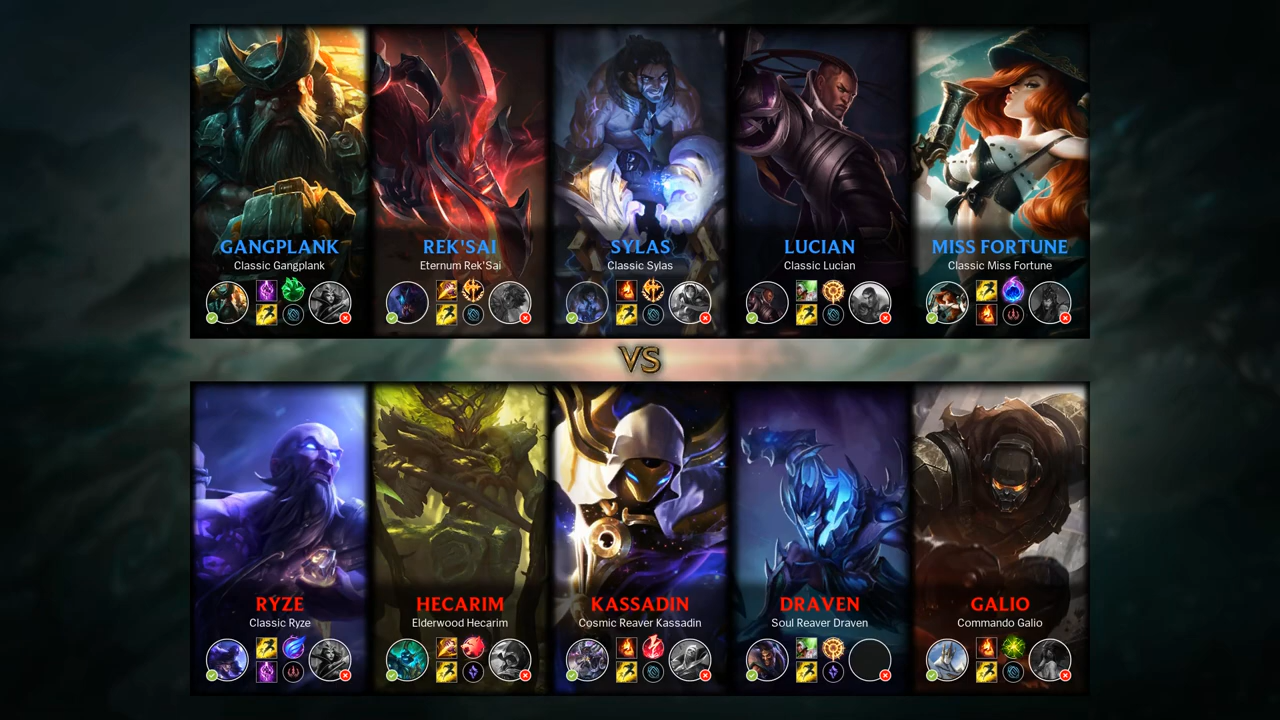 GANGPLANK
Classic Gangplank
REK'SAI
Eternum Rek'Sai
SYLAS
Classic Sylas
LUCIAN
Classic Lucian
MISS FORTUNE
Classic Miss Fortune
VS
RYZE
Classic Ryze
HECARIM
Elderwood Hecarim
KASSADIN
Cosmic Reaver Kassadin
DRAVEN
Soul Reaver Draven
GALIO
Commando Galio